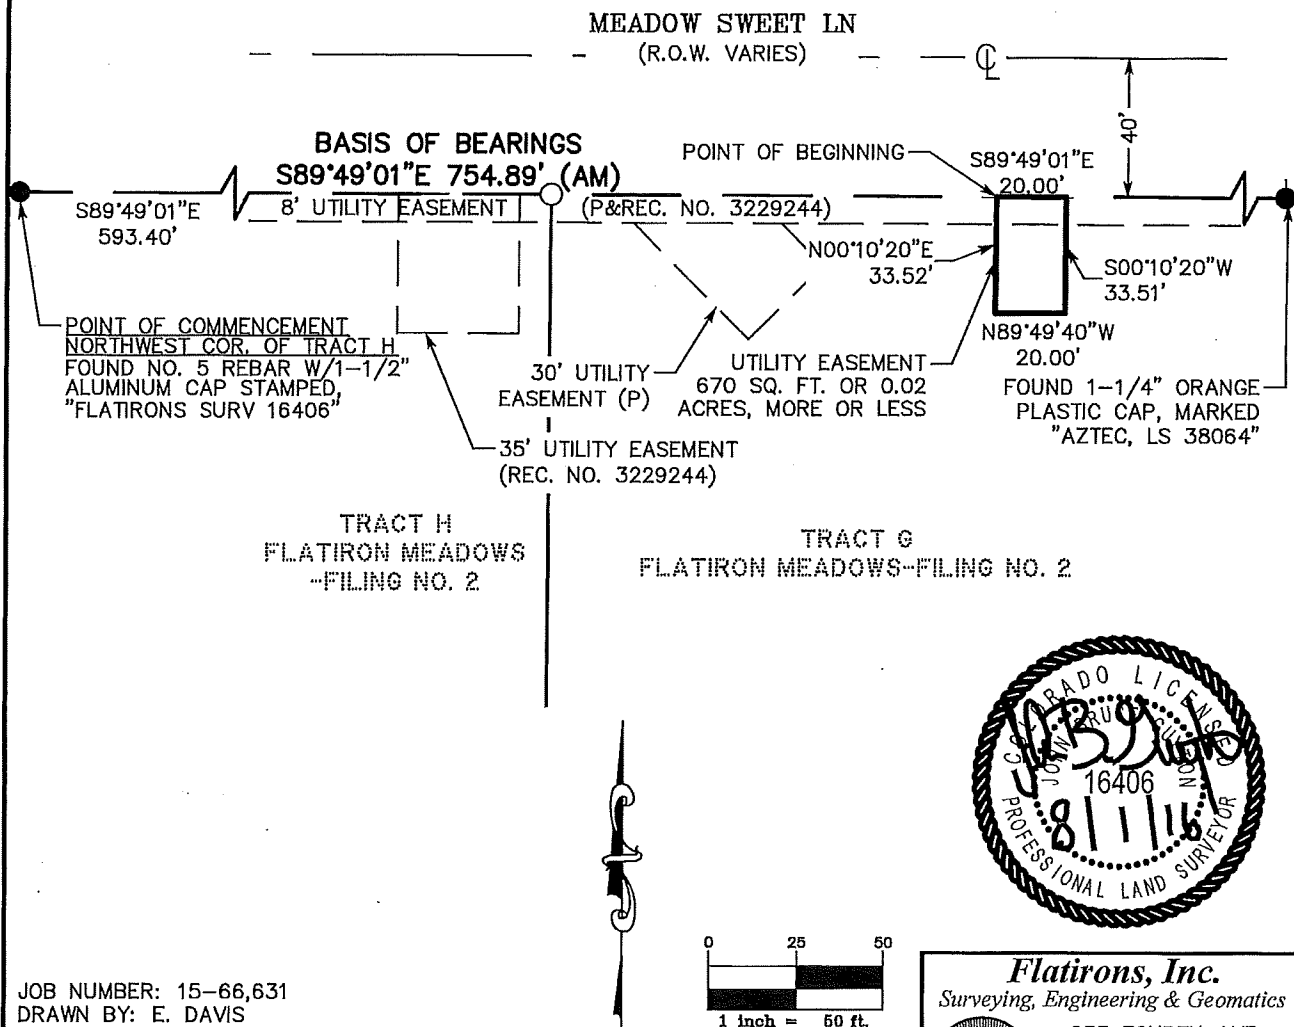 MEADOW SWEET LN
(R.O.W. VARIES)
℄
40'
BASIS OF BEARINGS
S89°49'01"E 754.89' (AM)
POINT OF BEGINNING
S89°49'01"E
20.00'
S89°49'01"E
593.40'
8' UTILITY EASEMENT
(P&REC. NO. 3229244)
N00°10'20"E
33.52'
S00°10'20"W
33.51'
POINT OF COMMENCEMENT
NORTHWEST COR. OF TRACT H
FOUND NO. 5 REBAR W/1-1/2"
ALUMINUM CAP STAMPED,
"FLATIRONS SURV 16406"
N89°49'40"W
20.00'
30' UTILITY
EASEMENT (P)
UTILITY EASEMENT
670 SQ. FT. OR 0.02
ACRES, MORE OR LESS
FOUND 1-1/4" ORANGE
PLASTIC CAP, MARKED
"AZTEC, LS 38064"
35' UTILITY EASEMENT
(REC. NO. 3229244)
TRACT H
FLATIRON MEADOWS
-FILING NO. 2
TRACT G
FLATIRON MEADOWS-FILING NO. 2
COLORADO LICENSED
JOHN
16406
8/1/16
PROFESSIONAL LAND SURVEYOR
0 25 50
1 inch = 50 ft.
JOB NUMBER: 15-66,631
DRAWN BY: E. DAVIS
Flatirons, Inc.
Surveying, Engineering & Geomatics